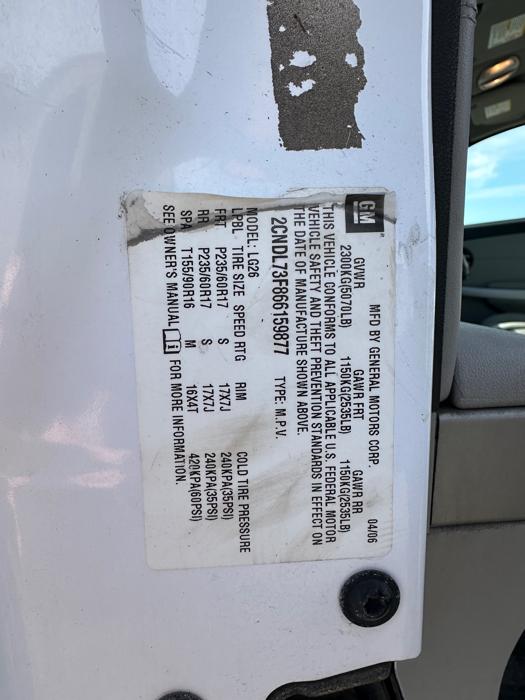 GM
MFD BY GENERAL MOTORS CORP. 04/06
GVWR GAWR FRT GAWR RR
2300KG(5070LB) 1150KG(2535LB) 1150KG(2535LB)
THIS VEHICLE CONFORMS TO ALL APPLICABLE U.S. FEDERAL MOTOR
VEHICLE SAFETY AND THEFT PREVENTION STANDARDS IN EFFECT ON
THE DATE OF MANUFACTURE SHOWN ABOVE.
2CNDL73F866159877 TYPE: M.P.V.
MODEL: LG26
LPBL TIRE SIZE SPEED RTG RIM COLD TIRE PRESSURE
FRT P235/60R17 S 17X7J 240KPA(35PSI)
RR P235/60R17 S 17X7J 240KPA(35PSI)
SPA T155/90R16 M 16X4T 420KPA(60PSI)
SEE OWNER'S MANUAL FOR MORE INFORMATION.